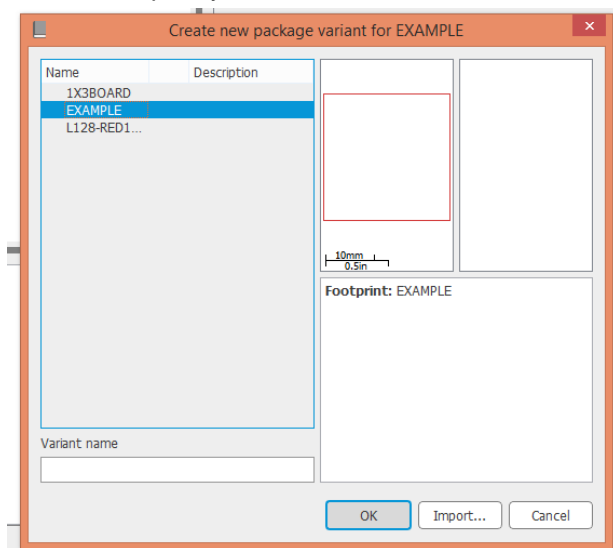 Create new package variant for EXAMPLE
Name Description
1X3BOARD
EXAMPLE
L128-RED1...
10mm
0.5in
Footprint: EXAMPLE
Variant name
OK Import... Cancel